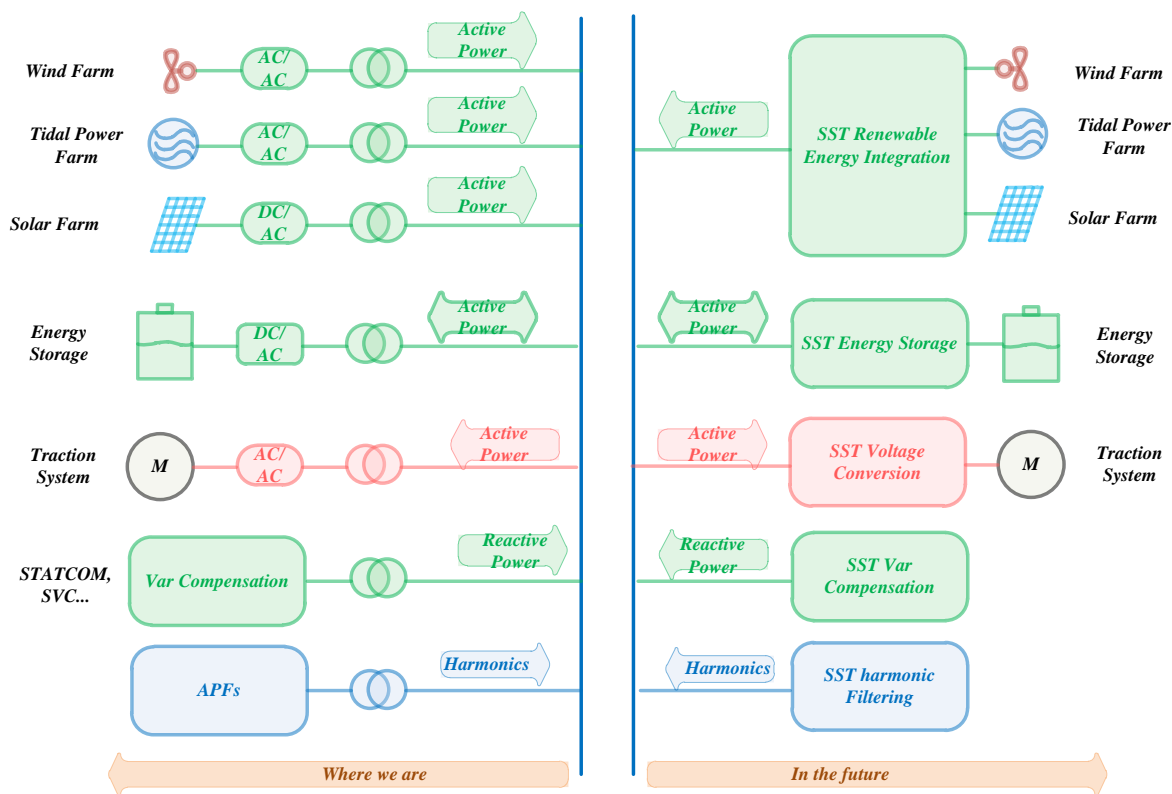 Wind Farm
AC/
AC
Active
Power
Tidal Power
Farm
AC/
AC
Active
Power
Solar Farm
DC/
AC
Active
Power
Energy
Storage
DC/
AC
Active
Power
Traction
System
M
AC/
AC
Active
Power
STATCOM,
SVC...
Var Compensation
Reactive
Power
APFs
Harmonics
Where we are
Active
Power
SST Renewable
Energy Integration
Wind Farm
Tidal Power
Farm
Solar Farm
Active
Power
SST Energy Storage
Energy
Storage
Active
Power
SST Voltage
Conversion
M
Traction
System
Reactive
Power
SST Var
Compensation
Harmonics
SST harmonic
Filtering
In the future